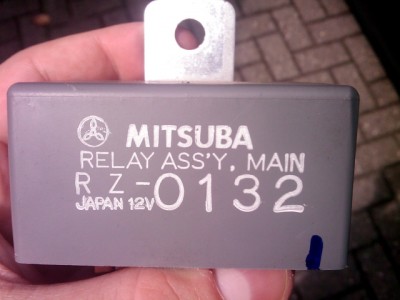 MITSUBA
RELAY ASS'Y, MAIN
RZ-0132
JAPAN 12V